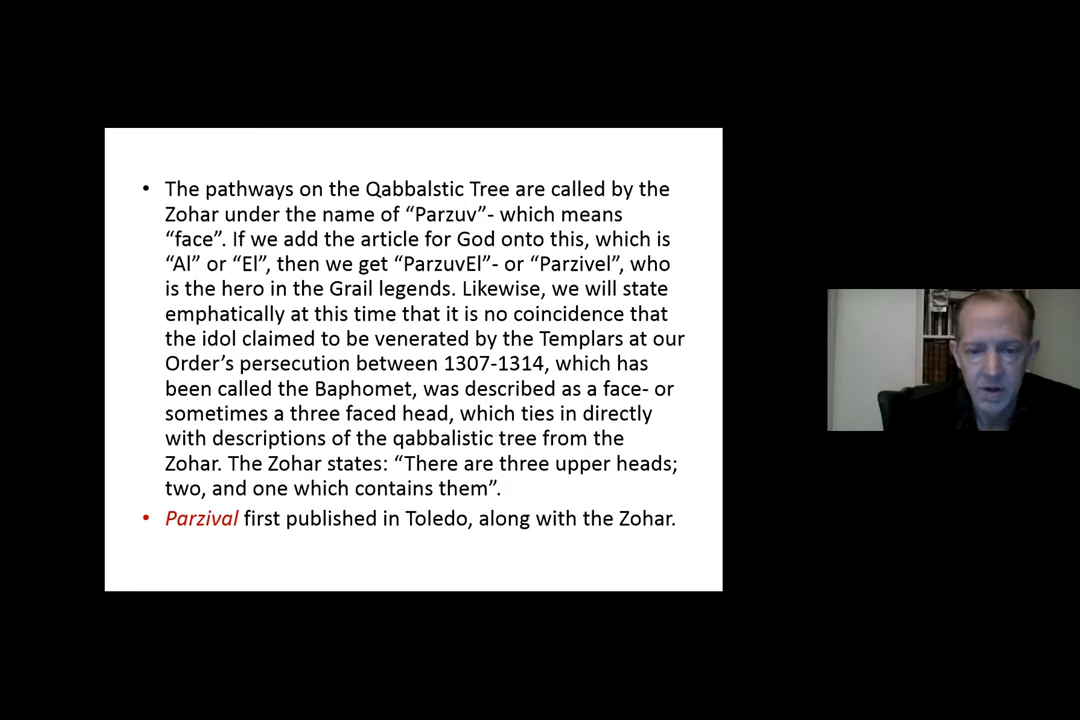 • The pathways on the Qabbalstic Tree are called by the
Zohar under the name of “Parzuv”- which means
“face”. If we add the article for God onto this, which is
“Al” or “El”, then we get “ParzuvEl”- or “Parzivel”, who
is the hero in the Grail legends. Likewise, we will state
emphatically at this time that it is no coincidence that
the idol claimed to be venerated by the Templars at our
Order’s persecution between 1307-1314, which has
been called the Baphomet, was described as a face- or
sometimes a three faced head, which ties in directly
with descriptions of the qabbalistic tree from the
Zohar. The Zohar states: “There are three upper heads;
two, and one which contains them”.
• Parzival first published in Toledo, along with the Zohar.